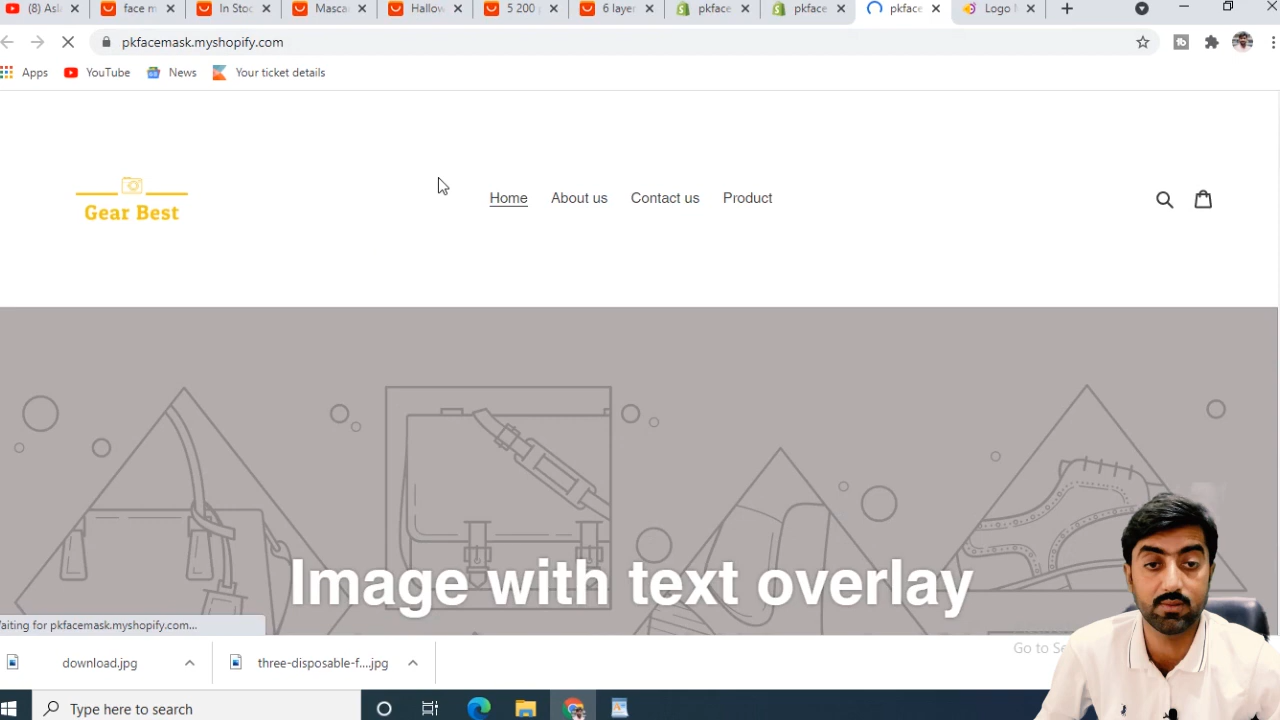 (8) Ask
face m
In Stoc
Masca
Hallow
5 200
6 layer
pkface
pkface
pkface
Logo
pkfacemask.myshopify.com
Apps
YouTube
News
Your ticket details
Gear Best
Home
About us
Contact us
Product
Image with text overlay
Waiting for pkfacemask.myshopify.com...
download.jpg
three-disposable-f....jpg
Go to Se
Type here to search